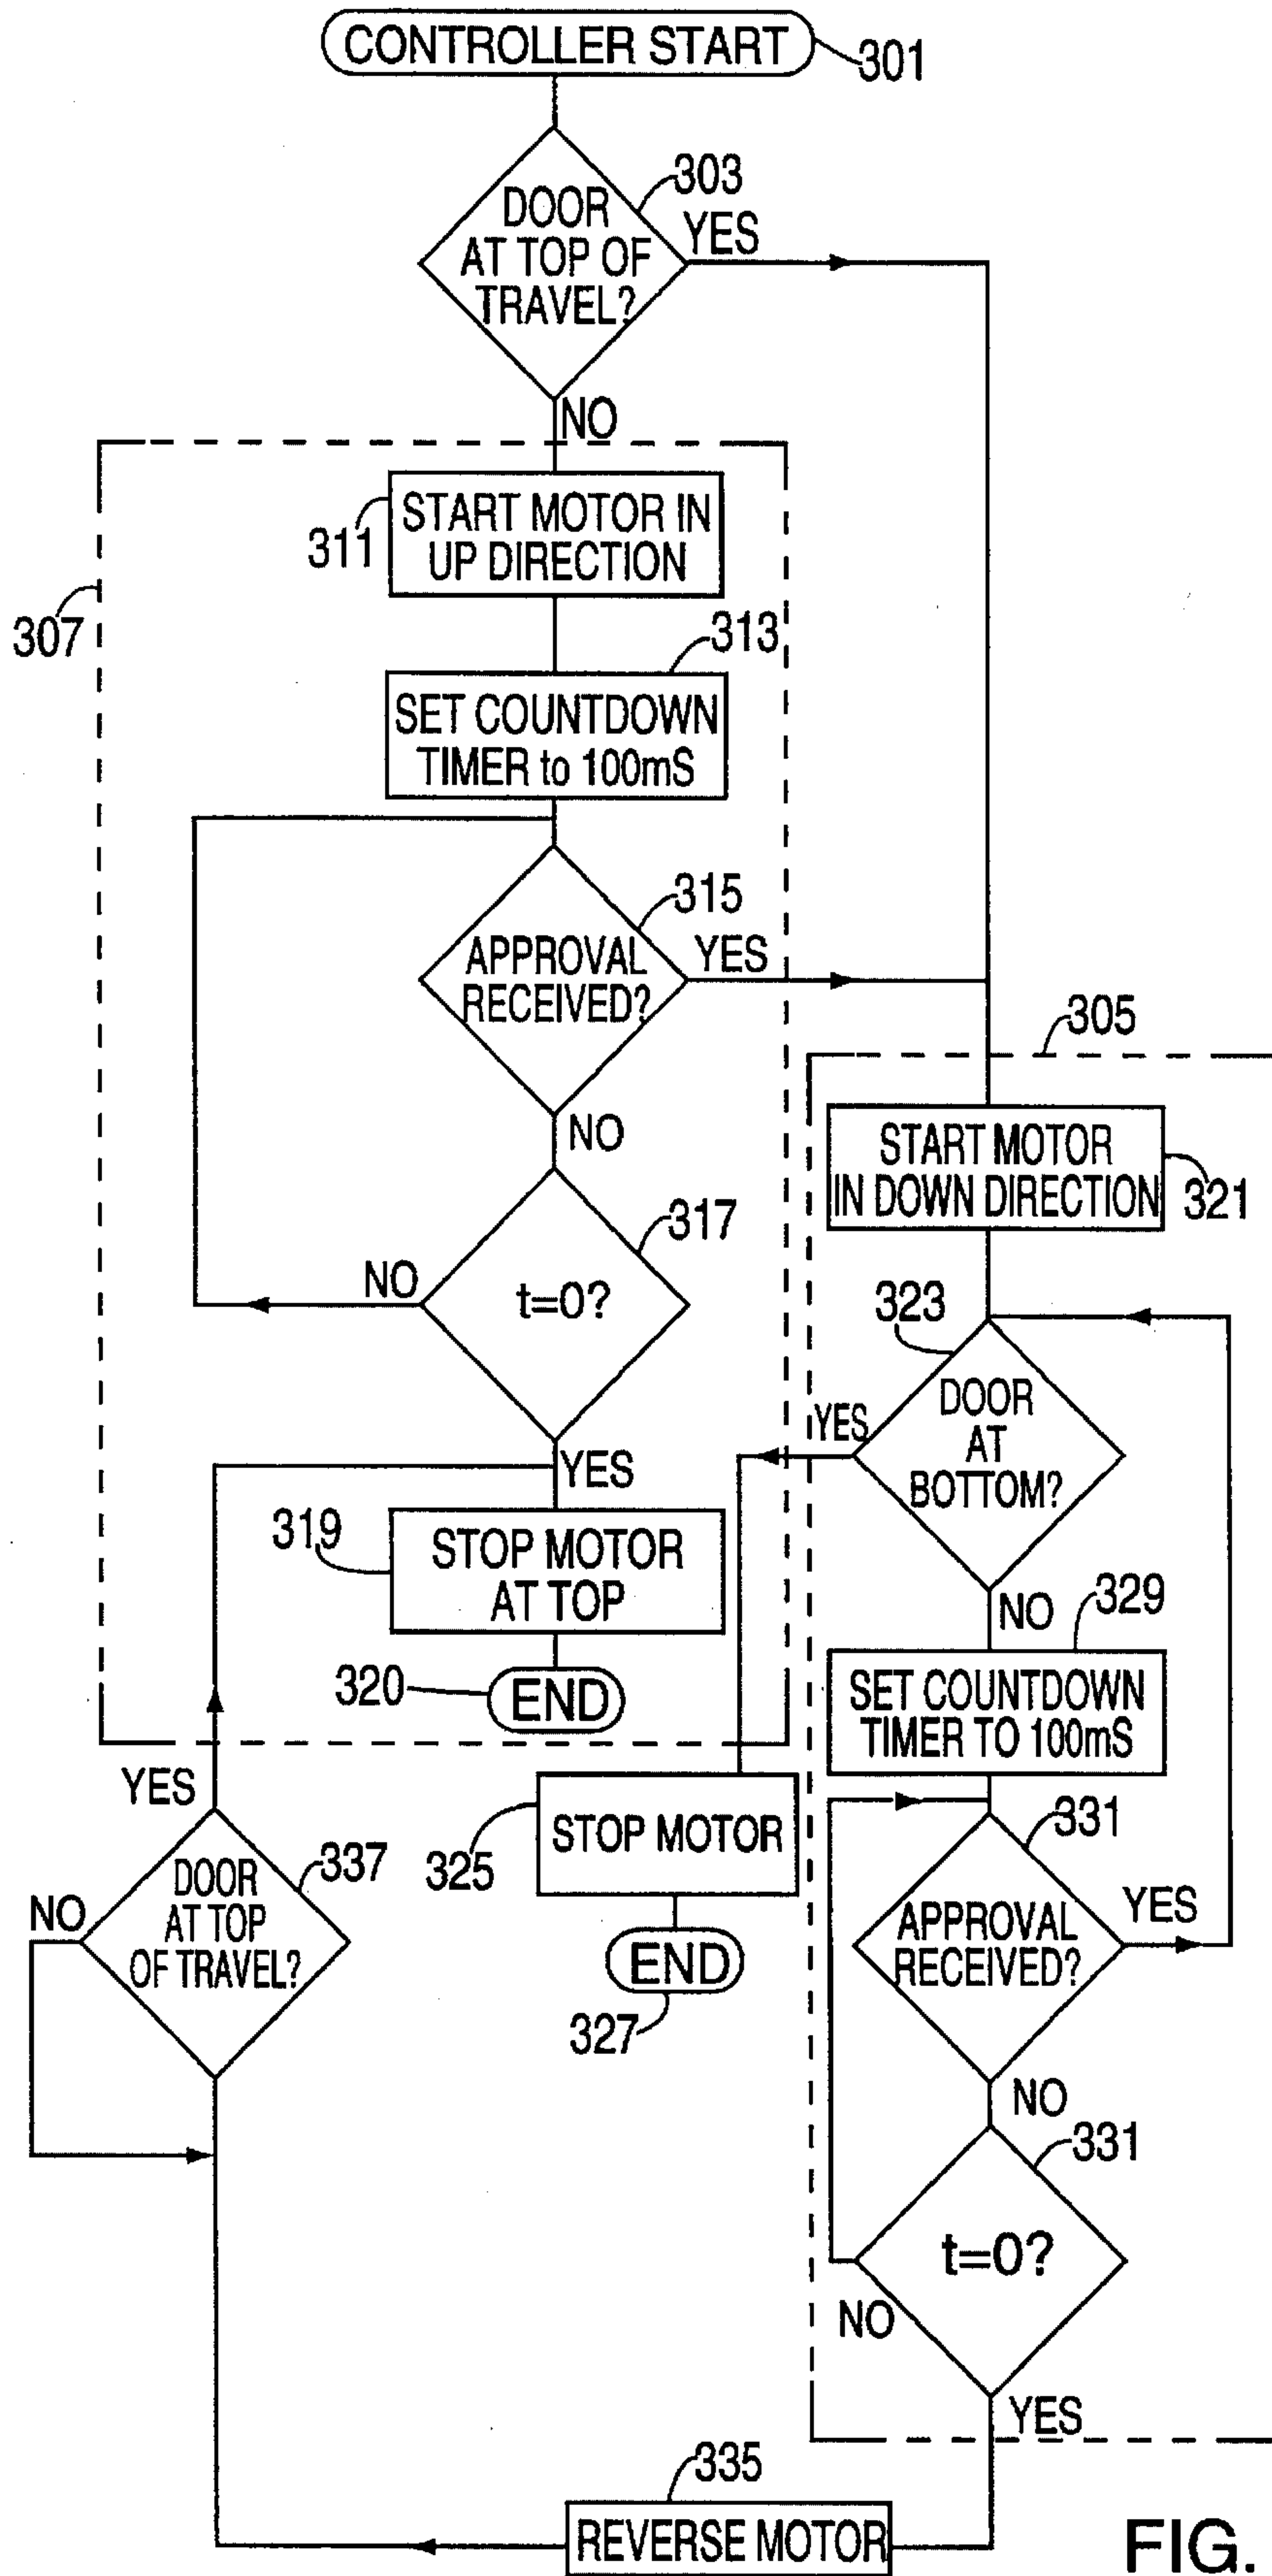 CONTROLLER START
301
303
DOOR
AT TOP OF
TRAVEL?
YES
NO
START MOTOR IN
UP DIRECTION
311
307
313
SET COUNTDOWN
TIMER to 100mS
315
APPROVAL
RECEIVED?
YES
NO
305
START MOTOR
IN DOWN DIRECTION
321
317
t=0?
NO
YES
323
DOOR
AT
BOTTOM?
YES
NO
319
STOP MOTOR
AT TOP
320
END
329
SET COUNTDOWN
TIMER TO 100mS
YES
337
DOOR
AT TOP
OF TRAVEL?
NO
STOP MOTOR
325
END
327
331
APPROVAL
RECEIVED?
YES
NO
331
t=0?
NO
YES
335
REVERSE MOTOR
FIG.